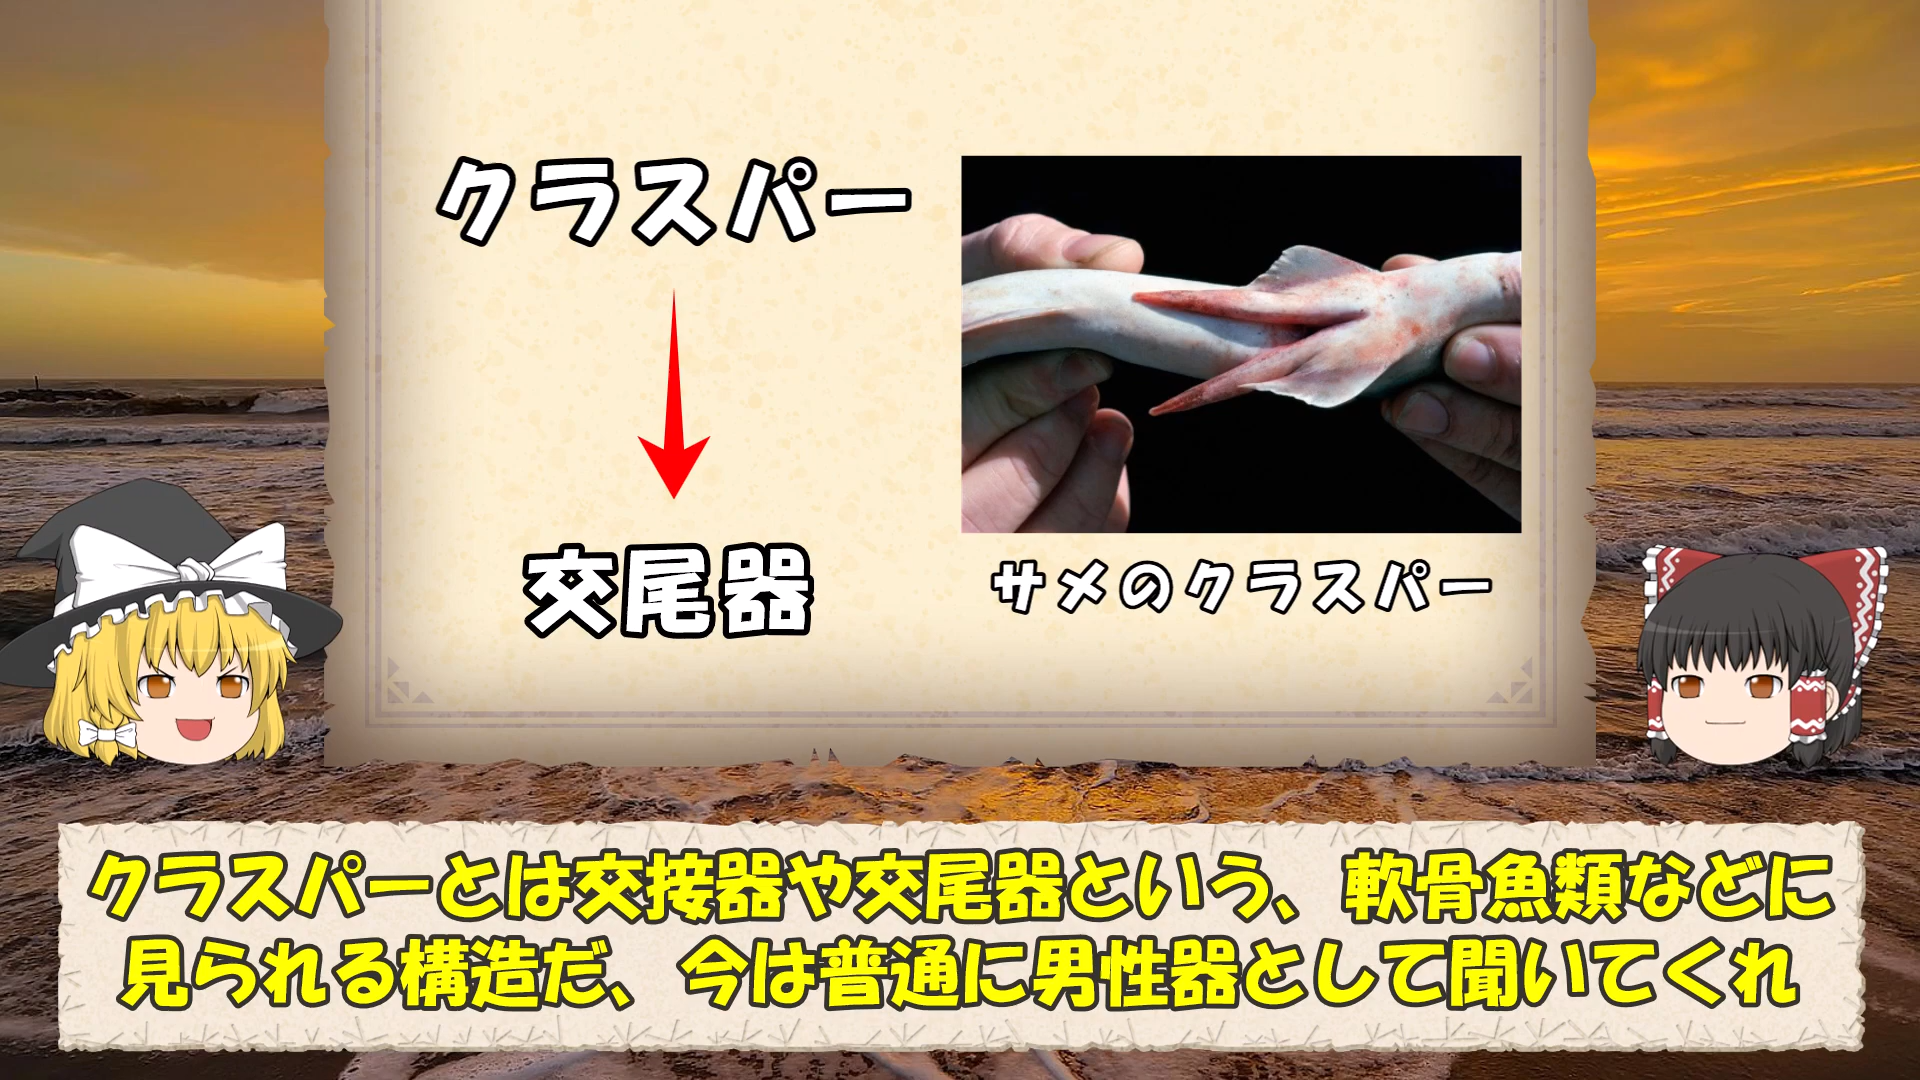 クラスパー
交尾器
サメのクラスパー
クラスパーとは交接器や交尾器という、軟骨魚類などに
見られる構造だ、今は普通に男性器として聞いてくれ